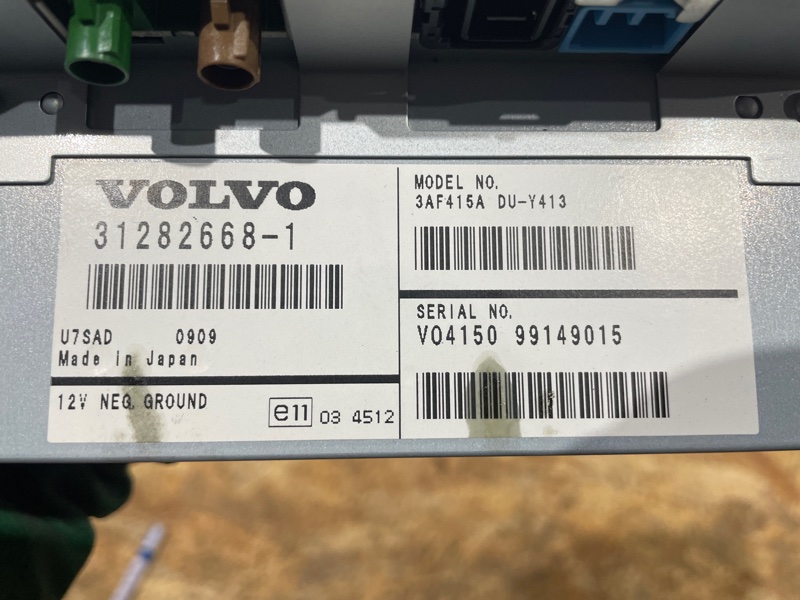 VOLVO
31282668-1
U7SAD 0909
Made in Japan
12V NEG. GROUND
e11 03 4512
MODEL NO.
3AF415A DU-Y413
SERIAL NO.
VO4150 99149015